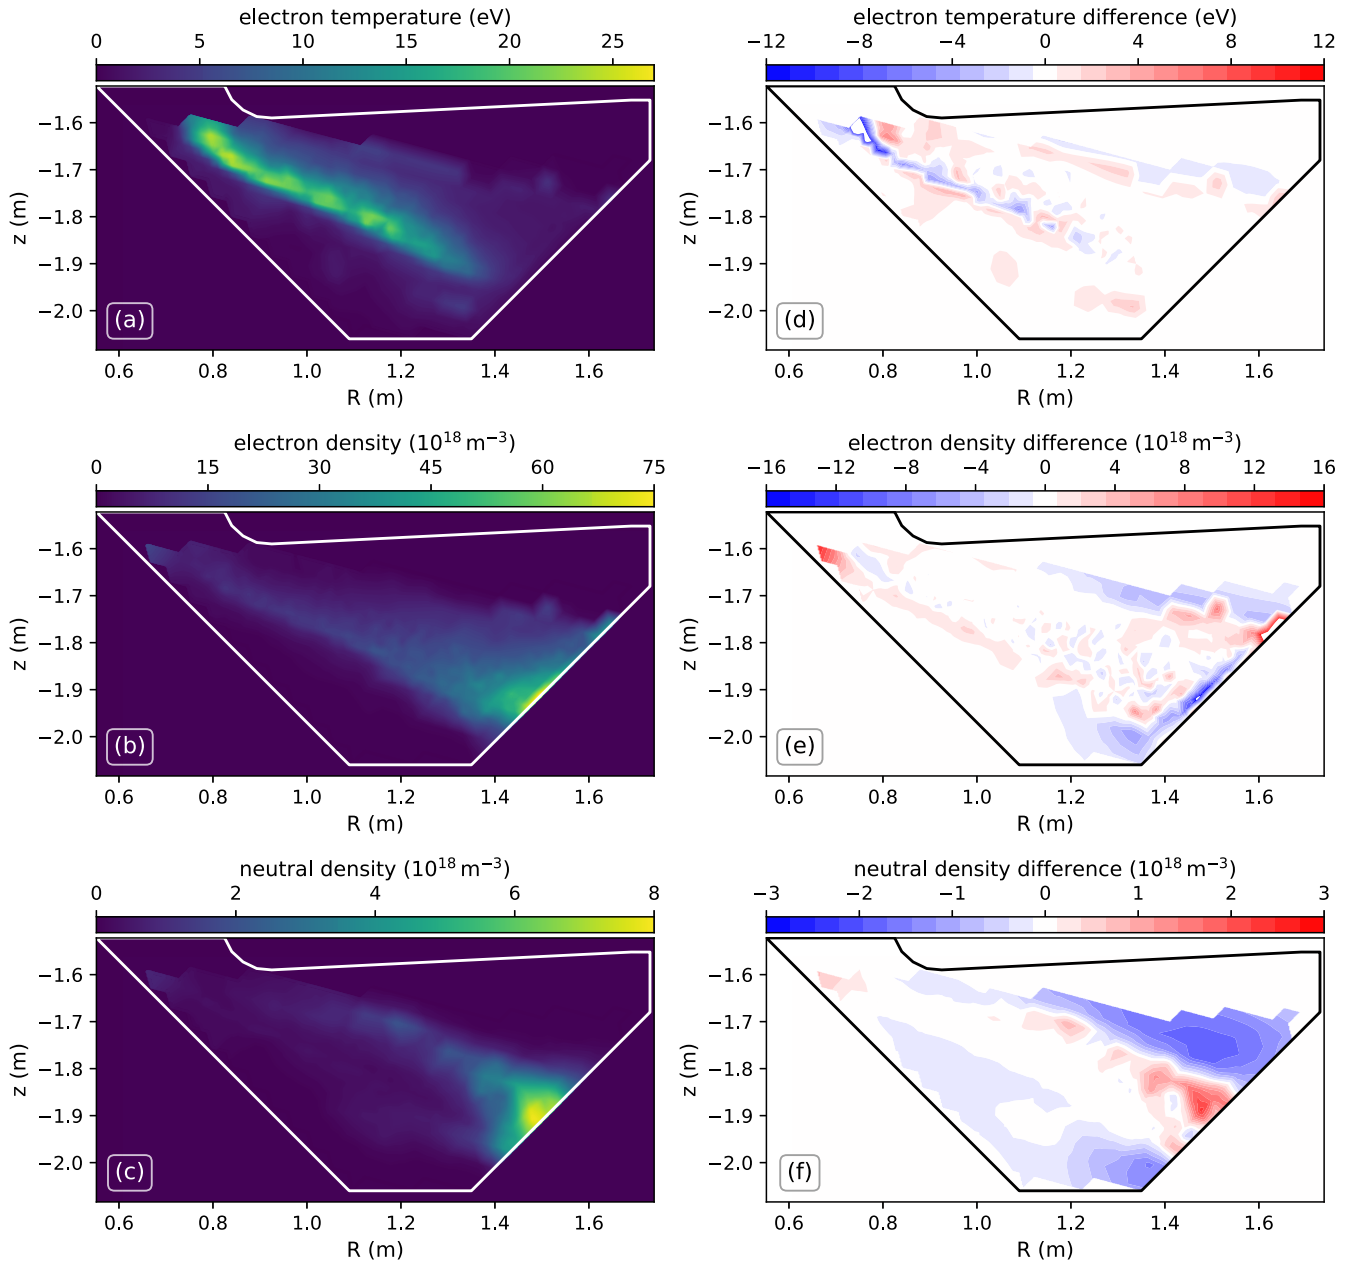 electron temperature (eV)
0 5 10 15 20 25
z (m)
−1.6
−1.7
−1.8
−1.9
−2.0
(a)
0.6 0.8 1.0 1.2 1.4 1.6
R (m)
electron temperature difference (eV)
−12 −8 −4 0 4 8 12
z (m)
−1.6
−1.7
−1.8
−1.9
−2.0
(d)
0.6 0.8 1.0 1.2 1.4 1.6
R (m)
electron density (10¹⁸ m⁻³)
0 15 30 45 60 75
z (m)
−1.6
−1.7
−1.8
−1.9
−2.0
(b)
0.6 0.8 1.0 1.2 1.4 1.6
R (m)
electron density difference (10¹⁸ m⁻³)
−16 −12 −8 −4 0 4 8 12 16
z (m)
−1.6
−1.7
−1.8
−1.9
−2.0
(e)
0.6 0.8 1.0 1.2 1.4 1.6
R (m)
neutral density (10¹⁸ m⁻³)
0 2 4 6 8
z (m)
−1.6
−1.7
−1.8
−1.9
−2.0
(c)
0.6 0.8 1.0 1.2 1.4 1.6
R (m)
neutral density difference (10¹⁸ m⁻³)
−3 −2 −1 0 1 2 3
z (m)
−1.6
−1.7
−1.8
−1.9
−2.0
(f)
0.6 0.8 1.0 1.2 1.4 1.6
R (m)